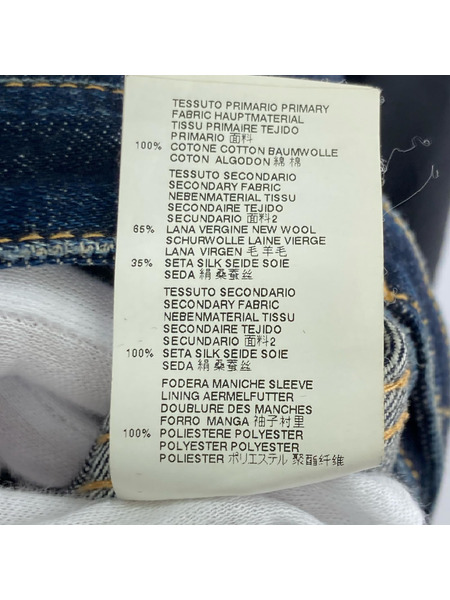 TESSUTO PRIMARIO PRIMARY
FABRIC HAUPTMATERIAL
TISSU PRIMAIRE TEJIDO
PRIMARIO 面料
100% COTONE COTTON BAUMWOLLE
COTON ALGODON 綿 棉
TESSUTO SECONDARIO
SECONDARY FABRIC
NEBENMATERIAL TISSU
SECONDAIRE TEJIDO
SECUNDARIO 面料2
65% LANA VERGINE NEW WOOL
SCHURWOLLE LAINE VIERGE
LANA VIRGEN 毛 羊毛
35% SETA SILK SEIDE SOIE
SEDA 絹 桑蚕丝
TESSUTO SECONDARIO
SECONDARY FABRIC
NEBENMATERIAL TISSU
SECONDAIRE TEJIDO
SECUNDARIO 面料2
100% SETA SILK SEIDE SOIE
SEDA 絹 桑蚕丝
FODERA MANICHE SLEEVE
LINING AERMELFUTTER
DOUBLURE DES MANCHES
FORRO MANGA 袖子衬里
100% POLIESTERE POLYESTER
POLYESTER POLYESTER
POLIESTER ポリエステル 聚酯纤维